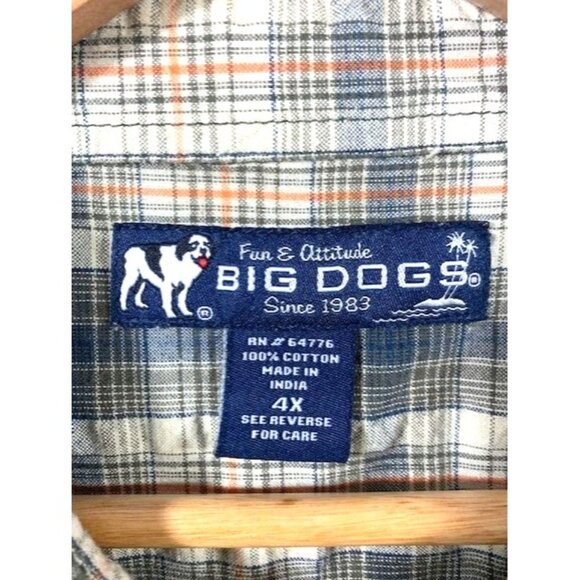 Fun & Attitude
BIG DOGS®
Since 1983
®
RN # 64776
100% COTTON
MADE IN
INDIA
4X
SEE REVERSE
FOR CARE